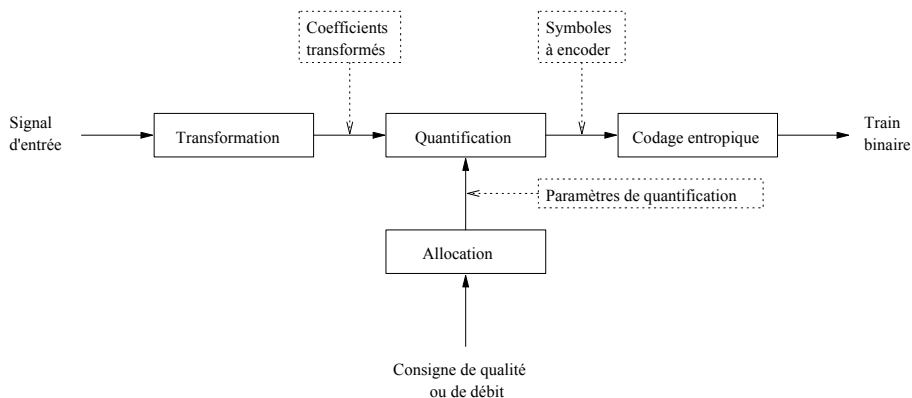 Coefficients
transformés
Symboles
à encoder
Signal
d'entrée
Transformation
Quantification
Codage entropique
Train
binaire
Paramètres de quantification
Allocation
Consigne de qualité
ou de débit